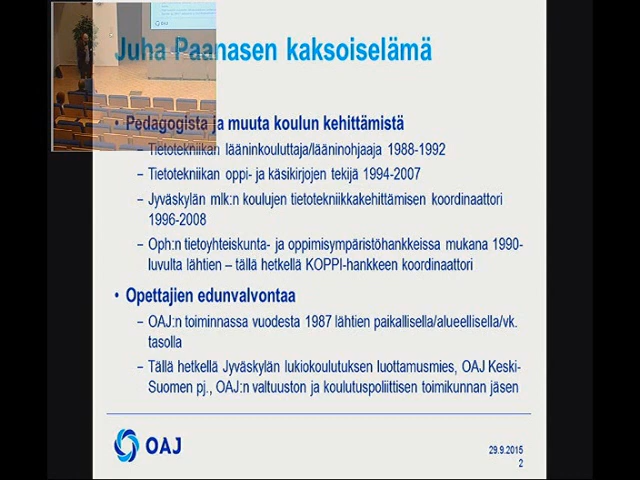 OAJ
Juha Paanasen kaksoiselämä
• Pedagogista ja muuta koulun kehittämistä
– Tietotekniikan lääninkouluttaja/lääninohjaaja 1988-1992
– Tietotekniikan oppi- ja käsikirjojen tekijä 1994-2007
– Jyväskylän mlk:n koulujen tietotekniikkakehittämisen koordinaattori
1996-2008
– Oph:n tietoyhteiskunta- ja oppimisympäristöhankkeissa mukana 1990-
luvulta lähtien – tällä hetkellä KOPPI-hankkeen koordinaattori
• Opettajien edunvalvontaa
– OAJ:n toiminnassa vuodesta 1987 lähtien paikallisella/alueellisella/vk.
tasolla
– Tällä hetkellä Jyväskylän lukiokoulutuksen luottamusmies, OAJ Keski-
Suomen pj., OAJ:n valtuuston ja koulutuspoliittisen toimikunnan jäsen
OAJ
29.9.2015
2